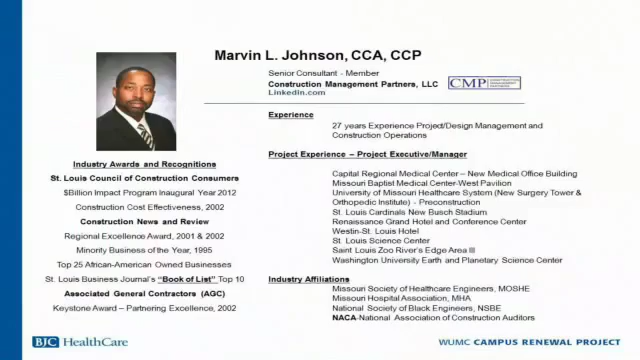 Marvin L. Johnson, CCA, CCP
Senior Consultant - Member
Construction Management Partners, LLC
LinkedIn.com
CMP CONSTRUCTION MANAGEMENT PARTNERS
Experience
27 years Experience Project/Design Management and
Construction Operations
Project Experience – Project Executive/Manager
Capital Regional Medical Center – New Medical Office Building
Missouri Baptist Medical Center-West Pavilion
University of Missouri Healthcare System (New Surgery Tower &
Orthopedic Institute) - Preconstruction
St. Louis Cardinals New Busch Stadium
Renaissance Grand Hotel and Conference Center
Westin-St. Louis Hotel
St. Louis Science Center
Saint Louis Zoo River's Edge Area III
Washington University Earth and Planetary Science Center
Industry Affiliations
Missouri Society of Healthcare Engineers, MOSHE
Missouri Hospital Association, MHA
National Society of Black Engineers, NSBE
NACA-National Association of Construction Auditors
Industry Awards and Recognitions
St. Louis Council of Construction Consumers
$Billion Impact Program Inaugural Year 2012
Construction Cost Effectiveness, 2002
Construction News and Review
Regional Excellence Award, 2001 & 2002
Minority Business of the Year, 1995
Top 25 African-American Owned Businesses
St. Louis Business Journal's "Book of List" Top 10
Associated General Contractors (AGC)
Keystone Award – Partnering Excellence, 2002
BJC HealthCare
WUMC CAMPUS RENEWAL PROJECT